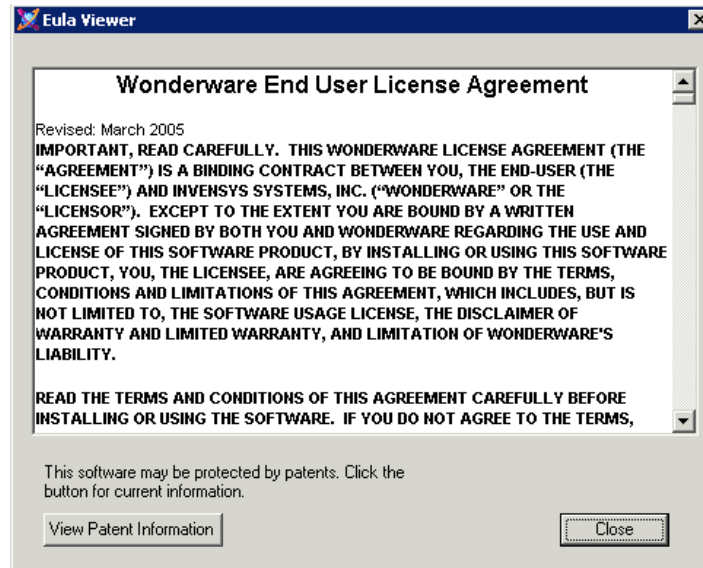 Eula Viewer
Wonderware End User License Agreement
Revised: March 2005
IMPORTANT, READ CAREFULLY.  THIS WONDERWARE LICENSE AGREEMENT (THE
“AGREEMENT”) IS A BINDING CONTRACT BETWEEN YOU, THE END-USER (THE
“LICENSEE”) AND INVENSYS SYSTEMS, INC. (“WONDERWARE” OR THE
“LICENSOR”).  EXCEPT TO THE EXTENT YOU ARE BOUND BY A WRITTEN
AGREEMENT SIGNED BY BOTH YOU AND WONDERWARE REGARDING THE USE AND
LICENSE OF THIS SOFTWARE PRODUCT, BY INSTALLING OR USING THIS SOFTWARE
PRODUCT, YOU, THE LICENSEE, ARE AGREEING TO BE BOUND BY THE TERMS,
CONDITIONS AND LIMITATIONS OF THIS AGREEMENT, WHICH INCLUDES, BUT IS
NOT LIMITED TO, THE SOFTWARE USAGE LICENSE, THE DISCLAIMER OF
WARRANTY AND LIMITED WARRANTY, AND LIMITATION OF WONDERWARE'S
LIABILITY.
READ THE TERMS AND CONDITIONS OF THIS AGREEMENT CAREFULLY BEFORE
INSTALLING OR USING THE SOFTWARE.  IF YOU DO NOT AGREE TO THE TERMS,
This software may be protected by patents. Click the
button for current information.
View Patent Information
Close